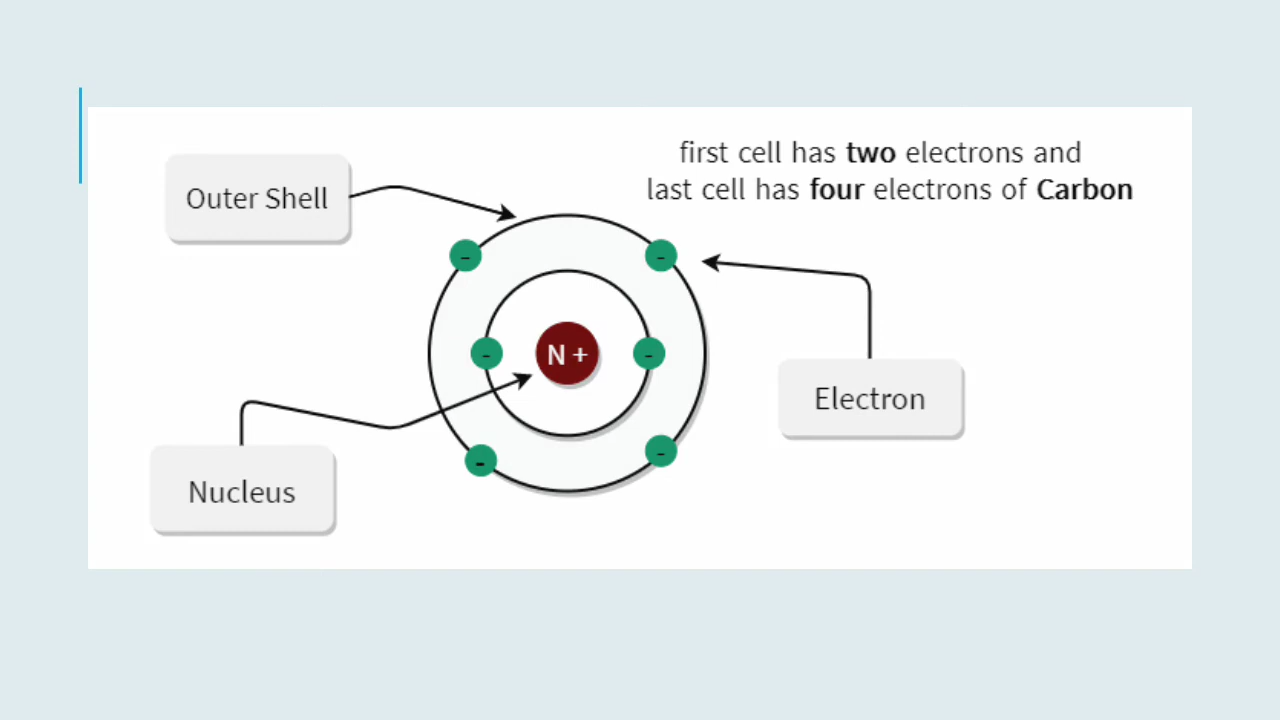 first cell has two electrons and
last cell has four electrons of Carbon
Outer Shell
-
-
-
N +
-
Electron
-
-
Nucleus